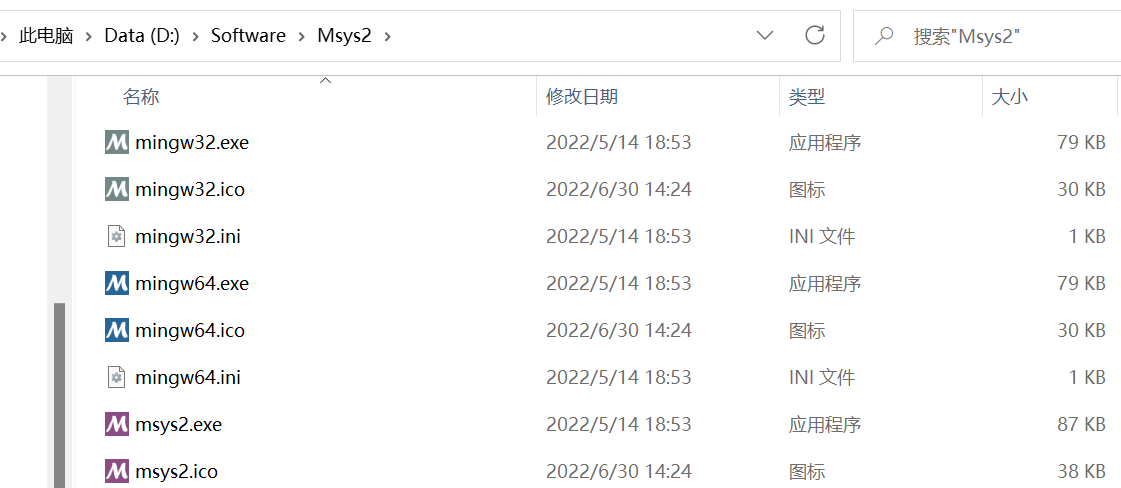 此电脑 > Data (D:) > Software > Msys2 > 搜索"Msys2"
名称 修改日期 类型 大小
mingw32.exe 2022/5/14 18:53 应用程序 79 KB
mingw32.ico 2022/6/30 14:24 图标 30 KB
mingw32.ini 2022/5/14 18:53 INI 文件 1 KB
mingw64.exe 2022/5/14 18:53 应用程序 79 KB
mingw64.ico 2022/6/30 14:24 图标 30 KB
mingw64.ini 2022/5/14 18:53 INI 文件 1 KB
msys2.exe 2022/5/14 18:53 应用程序 87 KB
msys2.ico 2022/6/30 14:24 图标 38 KB